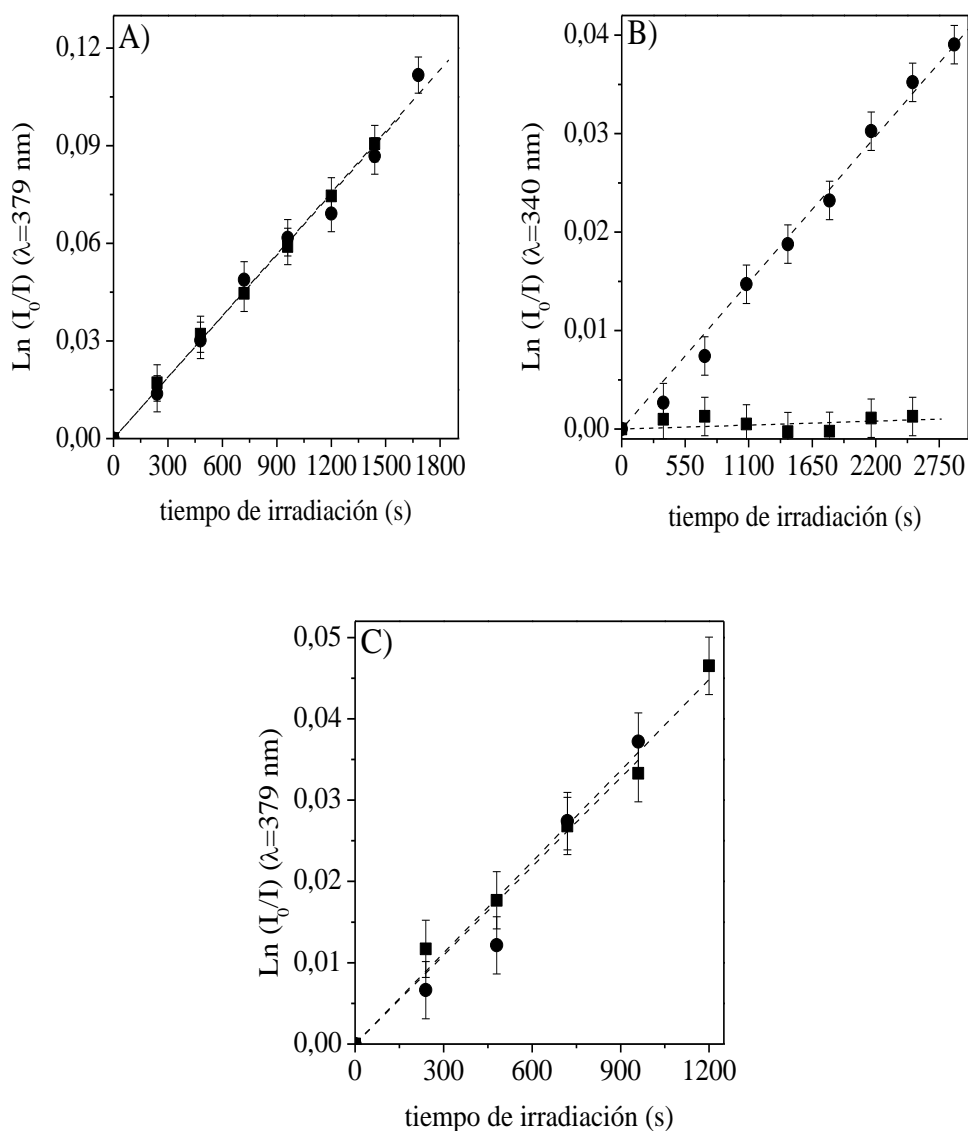 A)
Ln (I₀/I) (λ=379 nm)
0,12
0,09
0,06
0,03
0,00
0 300 600 900 1200 1500 1800
tiempo de irradiación (s)
B)
Ln (I₀/I) (λ=340 nm)
0,04
0,03
0,02
0,01
0,00
0 550 1100 1650 2200 2750
tiempo de irradiación (s)
C)
Ln (I₀/I) (λ=379 nm)
0,05
0,04
0,03
0,02
0,01
0,00
0 300 600 900 1200
tiempo de irradiación (s)